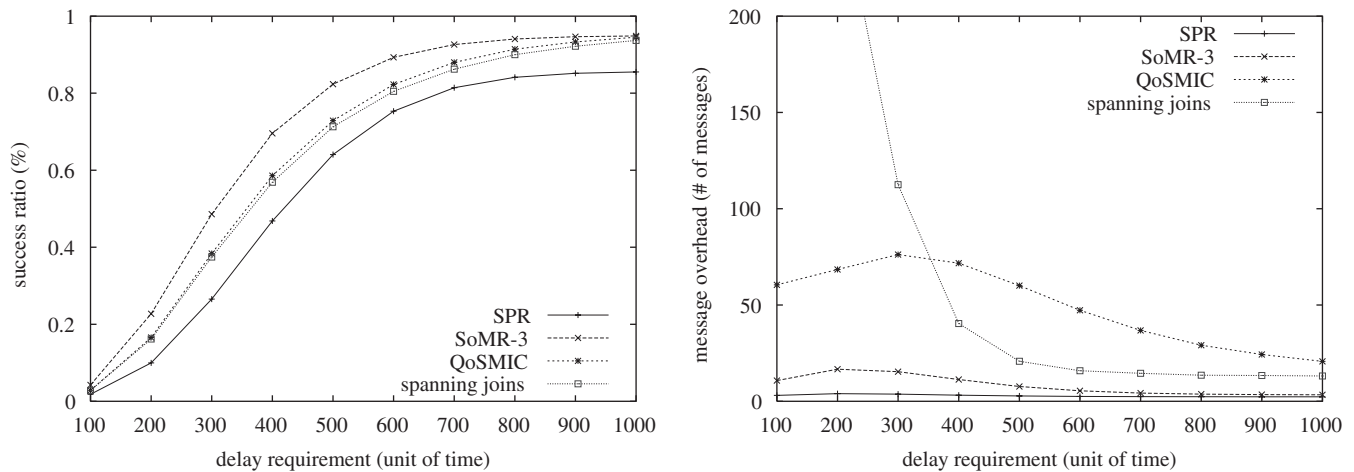 success ratio (%)
1
0.8
0.6
0.4
0.2
0
SPR
SoMR-3
QoSMIC
spanning joins
100 200 300 400 500 600 700 800 900 1000
delay requirement (unit of time)
message overhead (# of messages)
200
150
100
50
0
SPR
SoMR-3
QoSMIC
spanning joins
100 200 300 400 500 600 700 800 900 1000
delay requirement (unit of time)